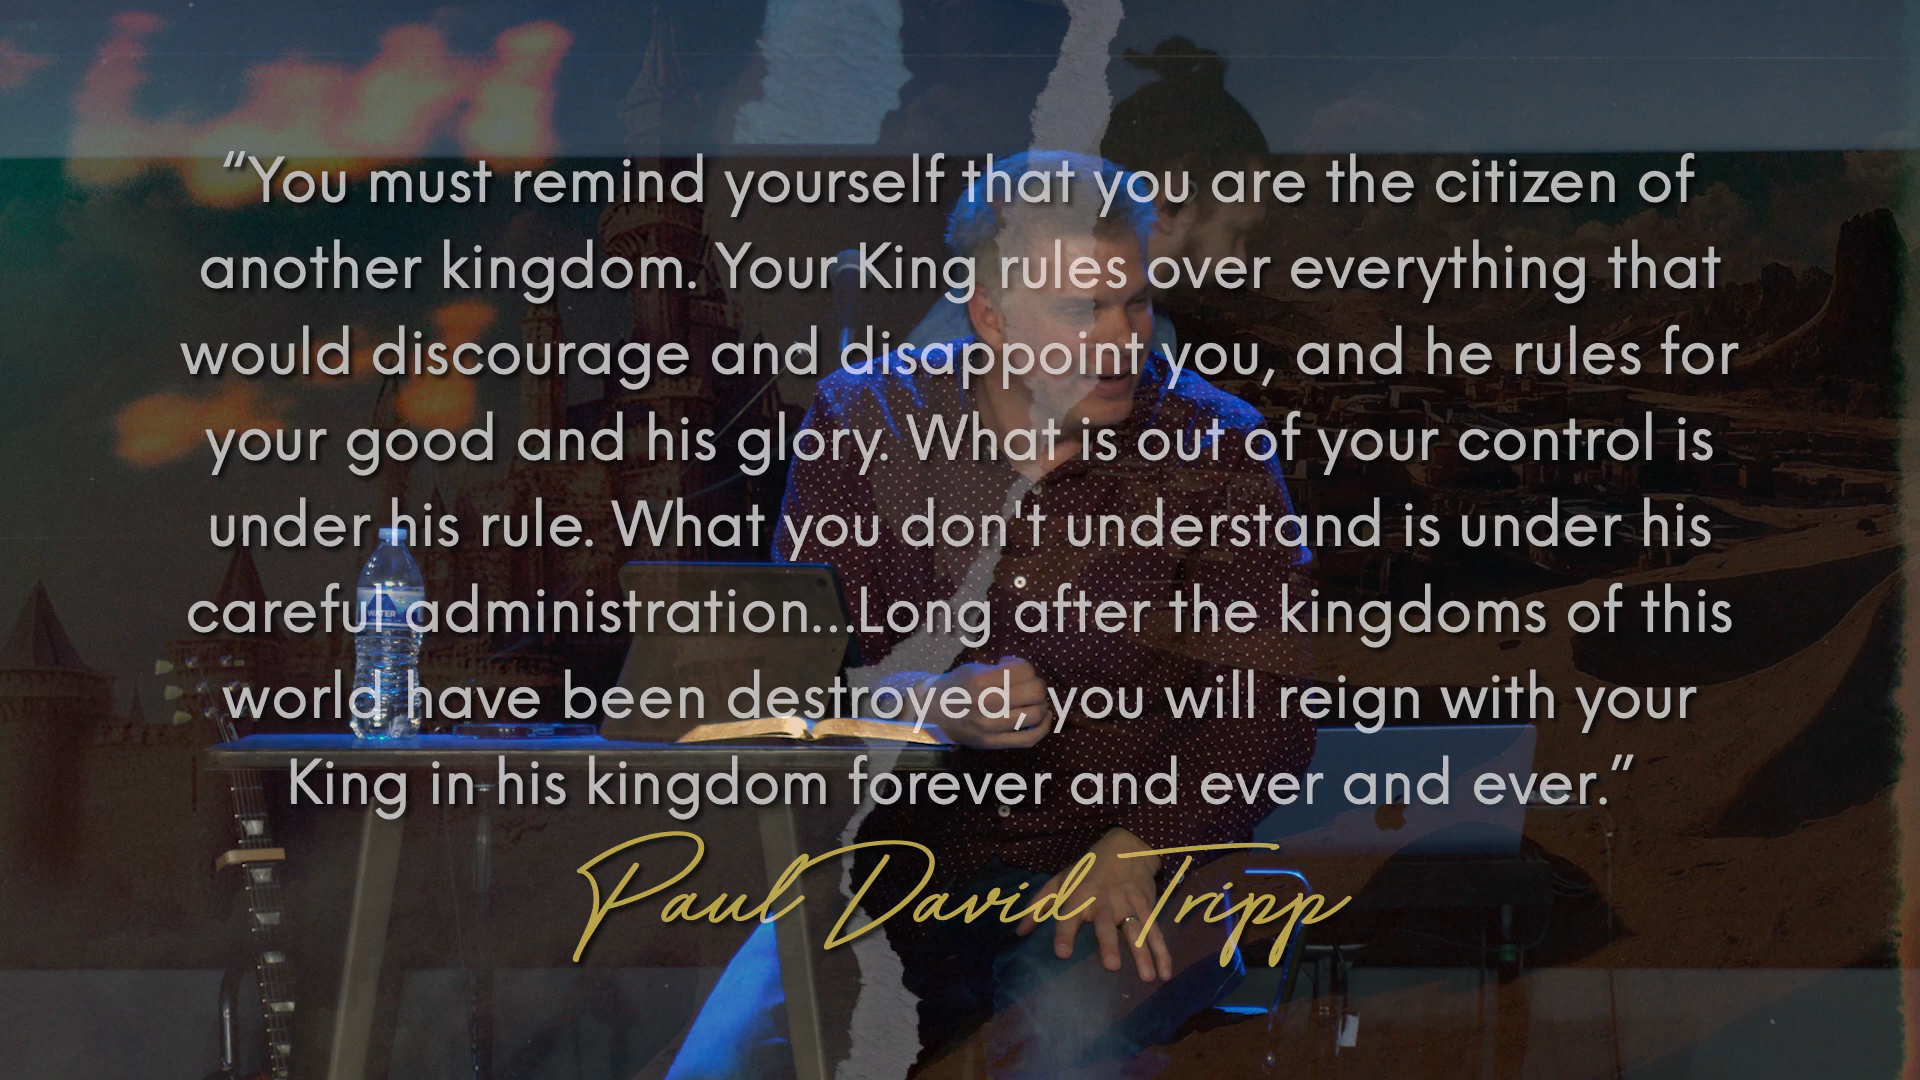 “You must remind yourself that you are the citizen of
another kingdom. Your King rules over everything that
would discourage and disappoint you, and he rules for
your good and his glory. What is out of your control is
under his rule. What you don't understand is under his
careful administration...Long after the kingdoms of this
world have been destroyed, you will reign with your
King in his kingdom forever and ever and ever.”
Paul David Tripp
WATER